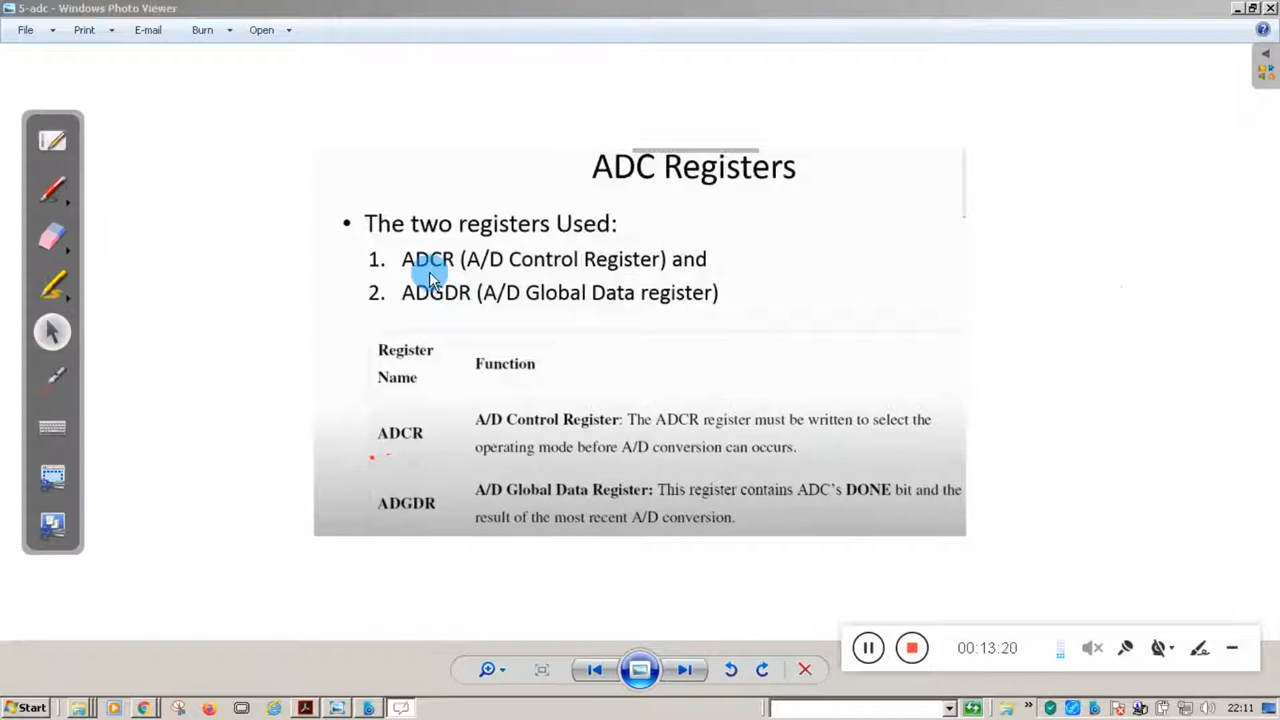 5-adc - Windows Photo Viewer
File Print E-mail Burn Open
ADC Registers
• The two registers Used:
1. ADCR (A/D Control Register) and
2. ADGDR (A/D Global Data register)
Register
Name
Function
ADCR
A/D Control Register: The ADCR register must be written to select the
operating mode before A/D conversion can occurs.
ADGDR
A/D Global Data Register: This register contains ADC's DONE bit and the
result of the most recent A/D conversion.
00:13:20
Start
22:11